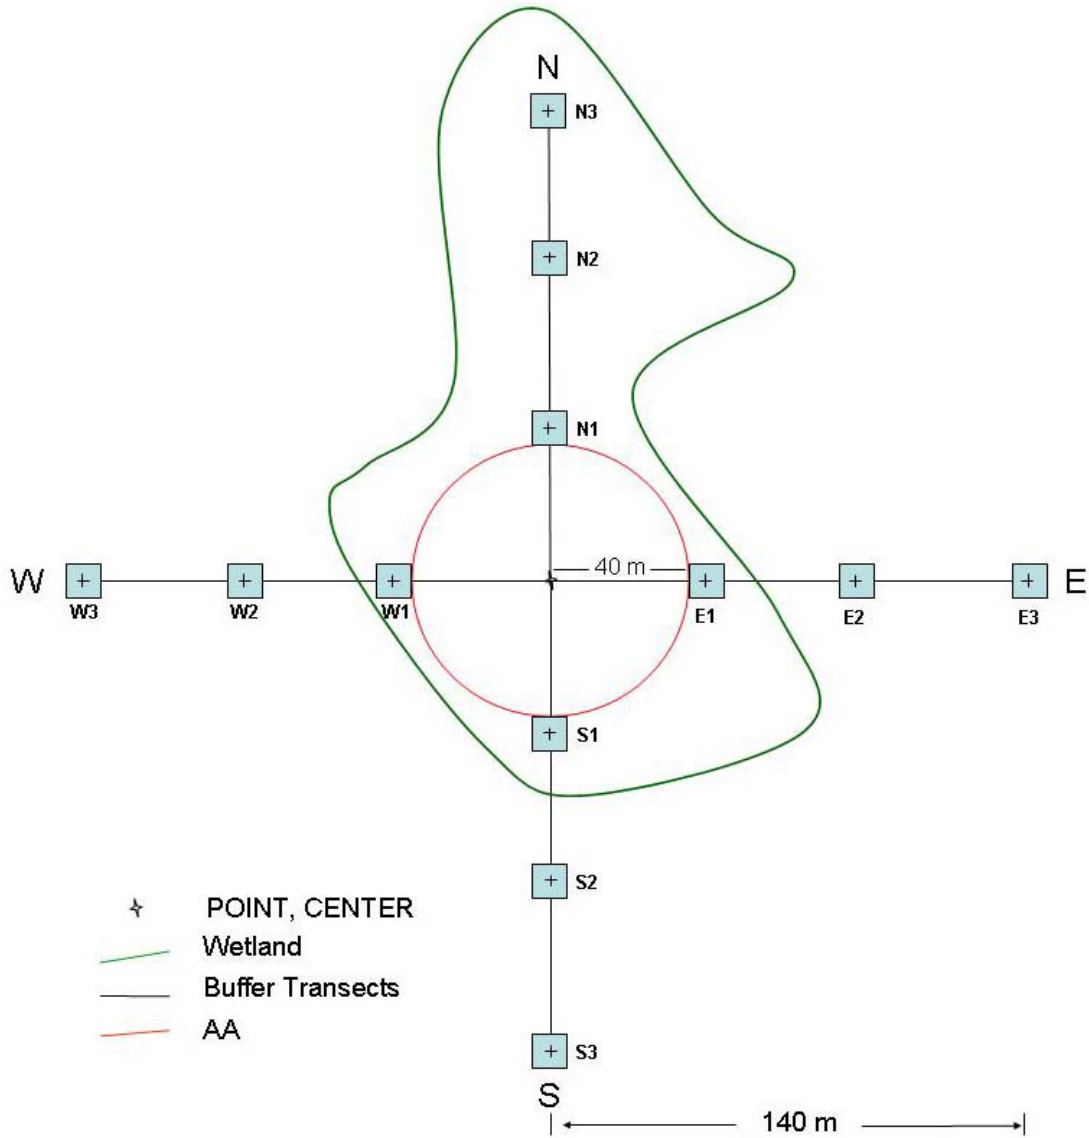 N
N3
N2
N1
40 m
W
E
W3
W2
W1
E1
E2
E3
S1
S2
POINT, CENTER
Wetland
Buffer Transects
AA
S3
S
140 m